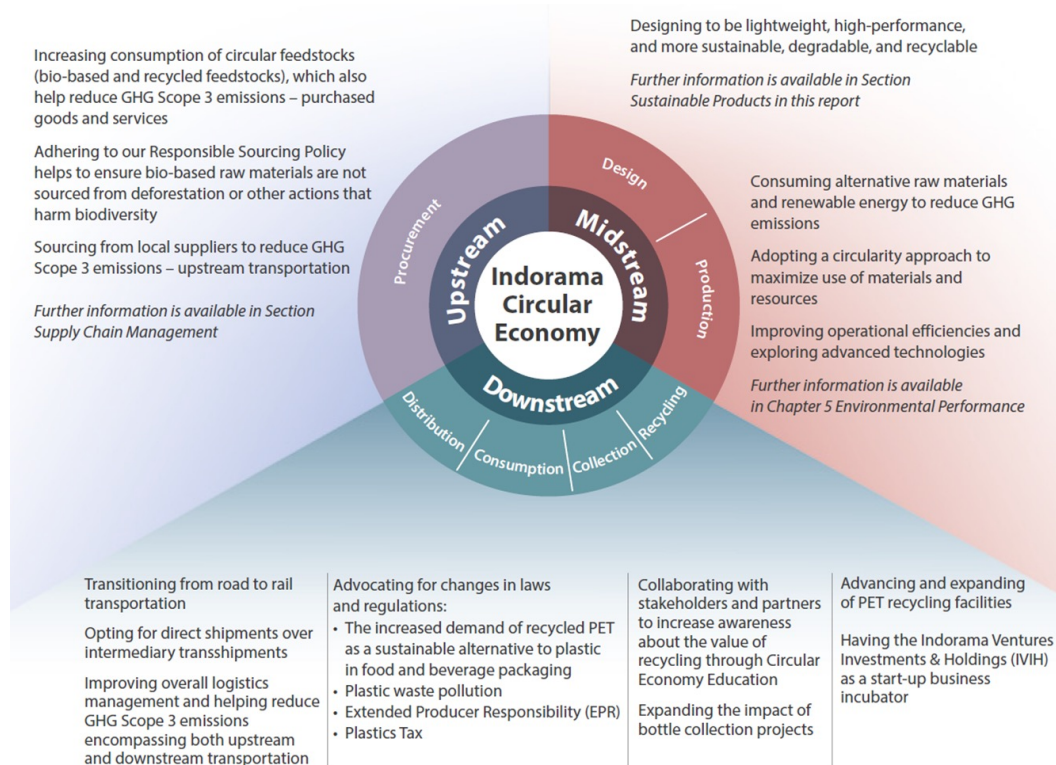 Increasing consumption of circular feedstocks
(bio-based and recycled feedstocks), which also
help reduce GHG Scope 3 emissions – purchased
goods and services
Adhering to our Responsible Sourcing Policy
helps to ensure bio-based raw materials are not
sourced from deforestation or other actions that
harm biodiversity
Sourcing from local suppliers to reduce GHG
Scope 3 emissions – upstream transportation
Further information is available in Section
Supply Chain Management
Designing to be lightweight, high-performance,
and more sustainable, degradable, and recyclable
Further information is available in Section
Sustainable Products in this report
Consuming alternative raw materials
and renewable energy to reduce GHG
emissions
Adopting a circularity approach to
maximize use of materials and
resources
Improving operational efficiencies and
exploring advanced technologies
Further information is available
in Chapter 5 Environmental Performance
Procurement
Upstream
Design
Midstream
Production
Indorama
Circular
Economy
Downstream
Distribution
Consumption
Collection
Recycling
Transitioning from road to rail
transportation
Opting for direct shipments over
intermediary transshipments
Improving overall logistics
management and helping reduce
GHG Scope 3 emissions
encompassing both upstream
and downstream transportation
Advocating for changes in laws
and regulations:
• The increased demand of recycled PET
as a sustainable alternative to plastic
in food and beverage packaging
• Plastic waste pollution
• Extended Producer Responsibility (EPR)
• Plastics Tax
Collaborating with
stakeholders and partners
to increase awareness
about the value of
recycling through Circular
Economy Education
Expanding the impact of
bottle collection projects
Advancing and expanding
of PET recycling facilities
Having the Indorama Ventures
Investments & Holdings (IVIH)
as a start-up business
incubator